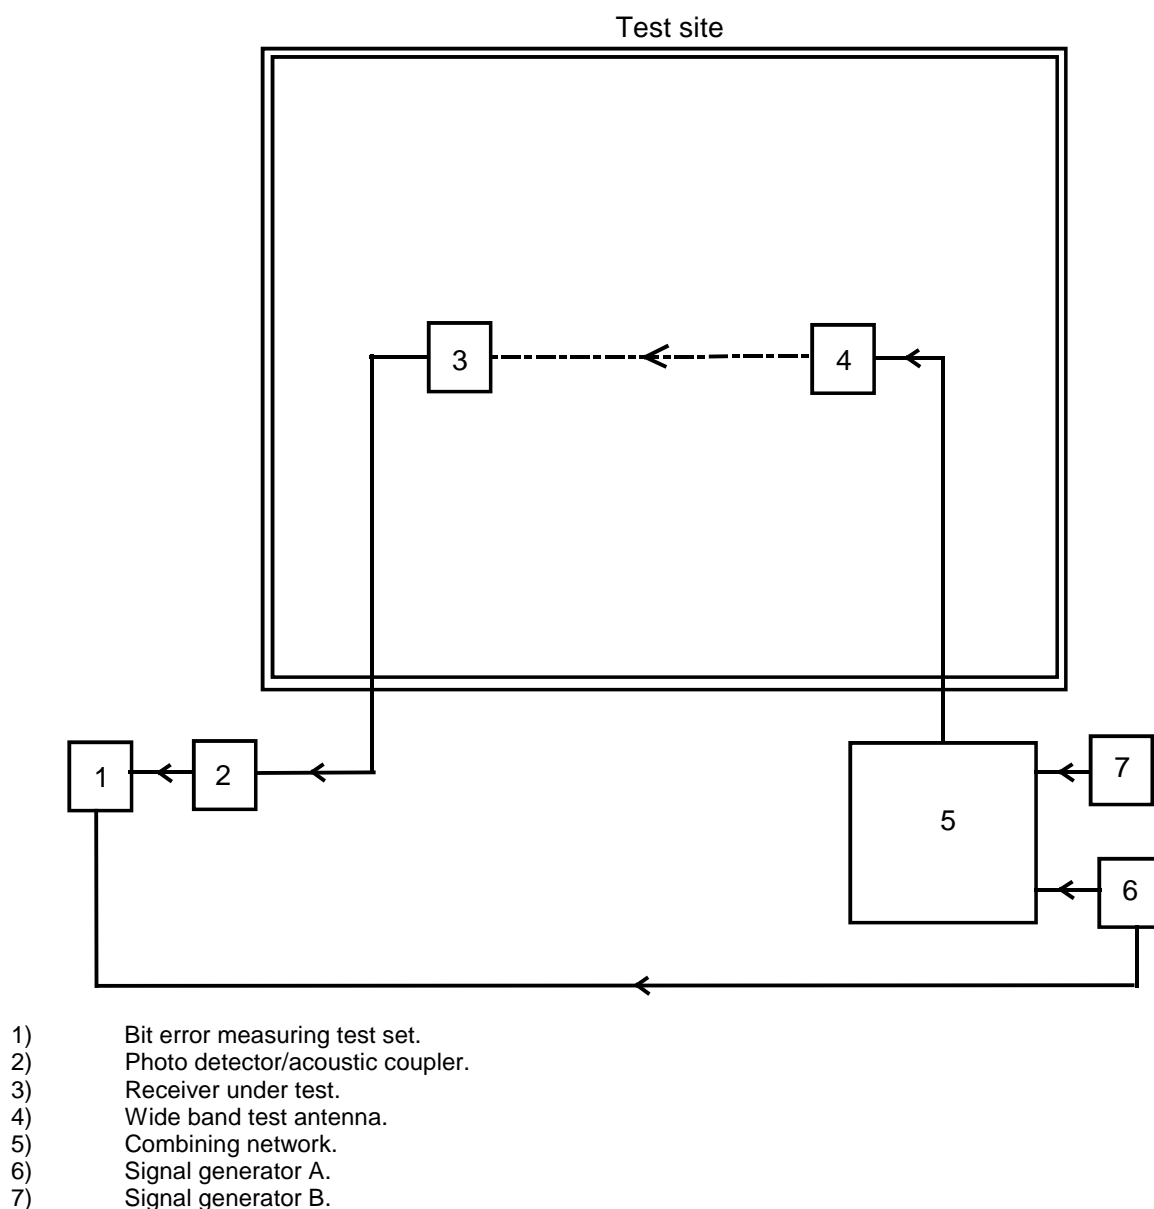 Test site
3
4
1
2
7
5
6
1) Bit error measuring test set.
2) Photo detector/acoustic coupler.
3) Receiver under test.
4) Wide band test antenna.
5) Combining network.
6) Signal generator A.
7) Signal generator B.